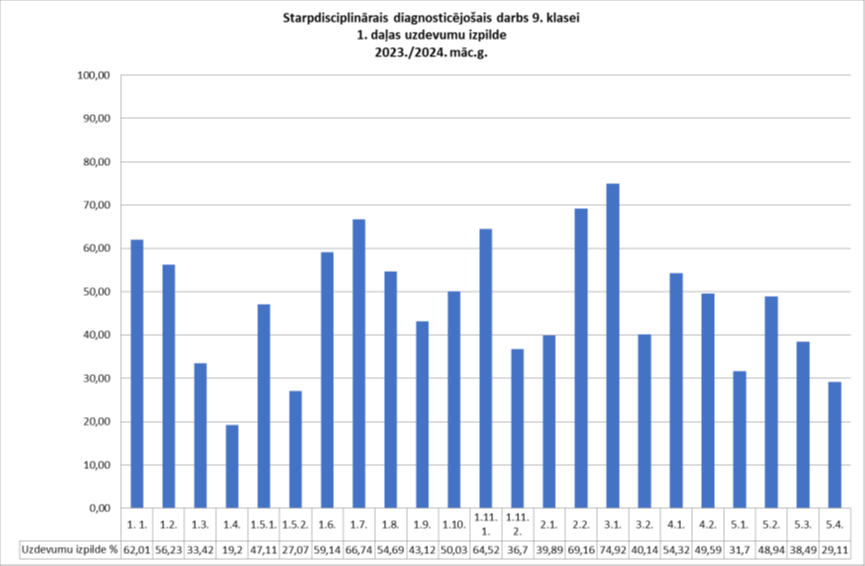 Starpdisciplinārais diagnosticējošais darbs 9. klasei
1. daļas uzdevumu izpilde
2023./2024. māc.g.
100,00
90,00
80,00
70,00
60,00
50,00
40,00
30,00
20,00
10,00
0,00
1. 1. 1.2. 1.3. 1.4. 1.5.1. 1.5.2. 1.6. 1.7. 1.8. 1.9. 1.10. 1.11. 1. 1.11. 2. 2.1. 2.2. 3.1. 3.2. 4.1. 4.2. 5.1. 5.2. 5.3. 5.4.
Uzdevumu izpilde % 62,01 56,23 33,42 19,2 47,11 27,07 59,14 66,74 54,69 43,12 50,03 64,52 36,7 39,89 69,16 74,92 40,14 54,32 49,59 31,7 48,94 38,49 29,11